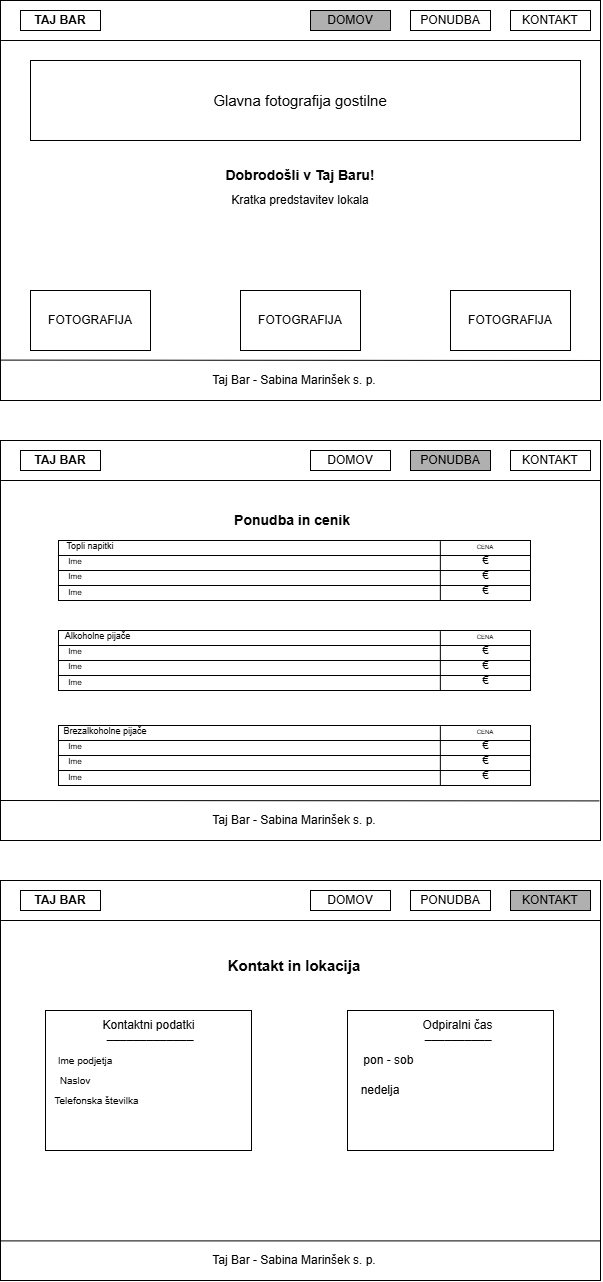 TAJ BAR DOMOV PONUDBA KONTAKT
Glavna fotografija gostilne
Dobrodošli v Taj Baru!
Kratka predstavitev lokala
FOTOGRAFIJA FOTOGRAFIJA FOTOGRAFIJA
Taj Bar - Sabina Marinšek s. p.
TAJ BAR DOMOV PONUDBA KONTAKT
Ponudba in cenik
Topli napitki CENA
Ime €
Ime €
Ime €
Alkoholne pijače CENA
Ime €
Ime €
Ime €
Brezalkoholne pijače CENA
Ime €
Ime €
Ime €
Taj Bar - Sabina Marinšek s. p.
TAJ BAR DOMOV PONUDBA KONTAKT
Kontakt in lokacija
Kontaktni podatki
Ime podjetja
Naslov
Telefonska številka
Odpiralni čas
pon - sob
nedelja
Taj Bar - Sabina Marinšek s. p.